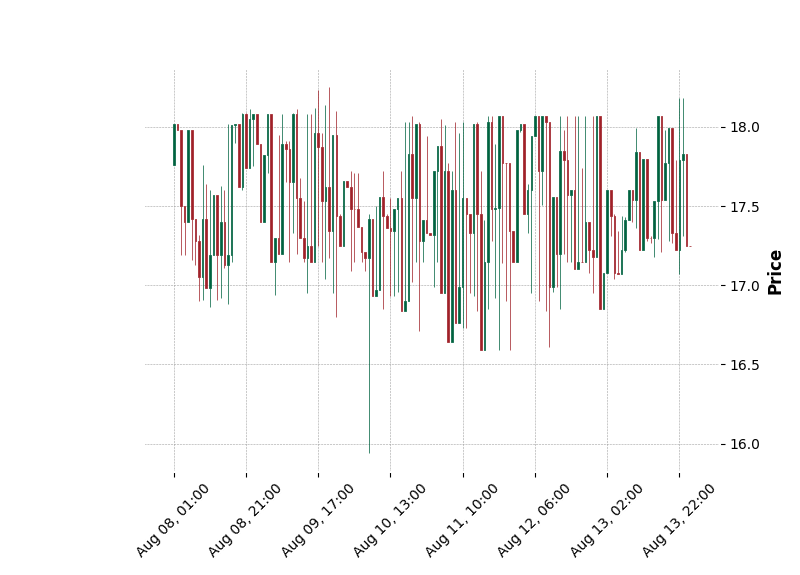 18.0
17.5
17.0
16.5
16.0
Price
Aug 08, 01:00
Aug 08, 21:00
Aug 09, 17:00
Aug 10, 13:00
Aug 11, 10:00
Aug 12, 06:00
Aug 13, 02:00
Aug 13, 22:00